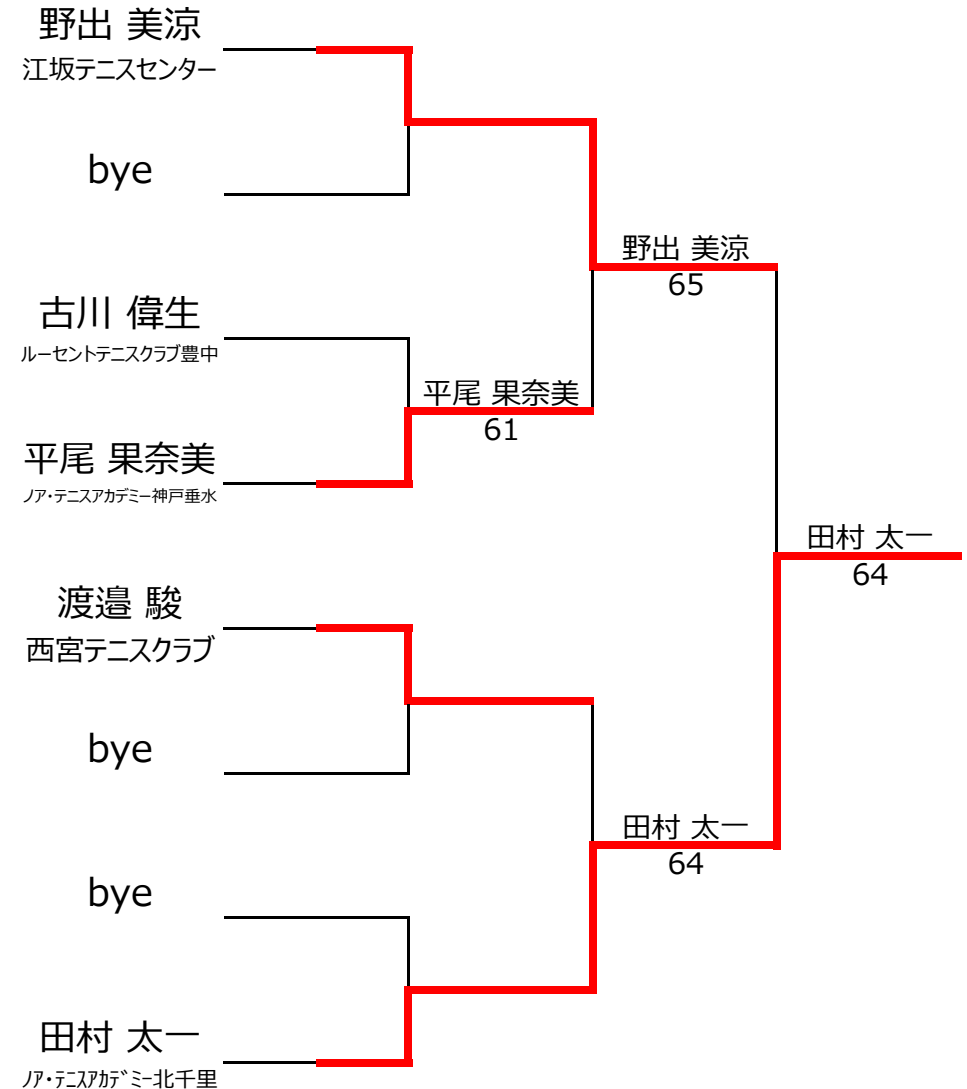 野出 美涼
江坂テニスセンター
bye
野出 美涼
65
古川 偉生
ルーセントテニスクラブ豊中
平尾 果奈美
61
平尾 果奈美
ノア・テニスアカデミー神戸垂水
田村 太一
64
渡邉 駿
西宮テニスクラブ
bye
田村 太一
64
bye
田村 太一
ﾉｱ･ﾃﾆｽｱｶﾃﾞﾐｰ北千里